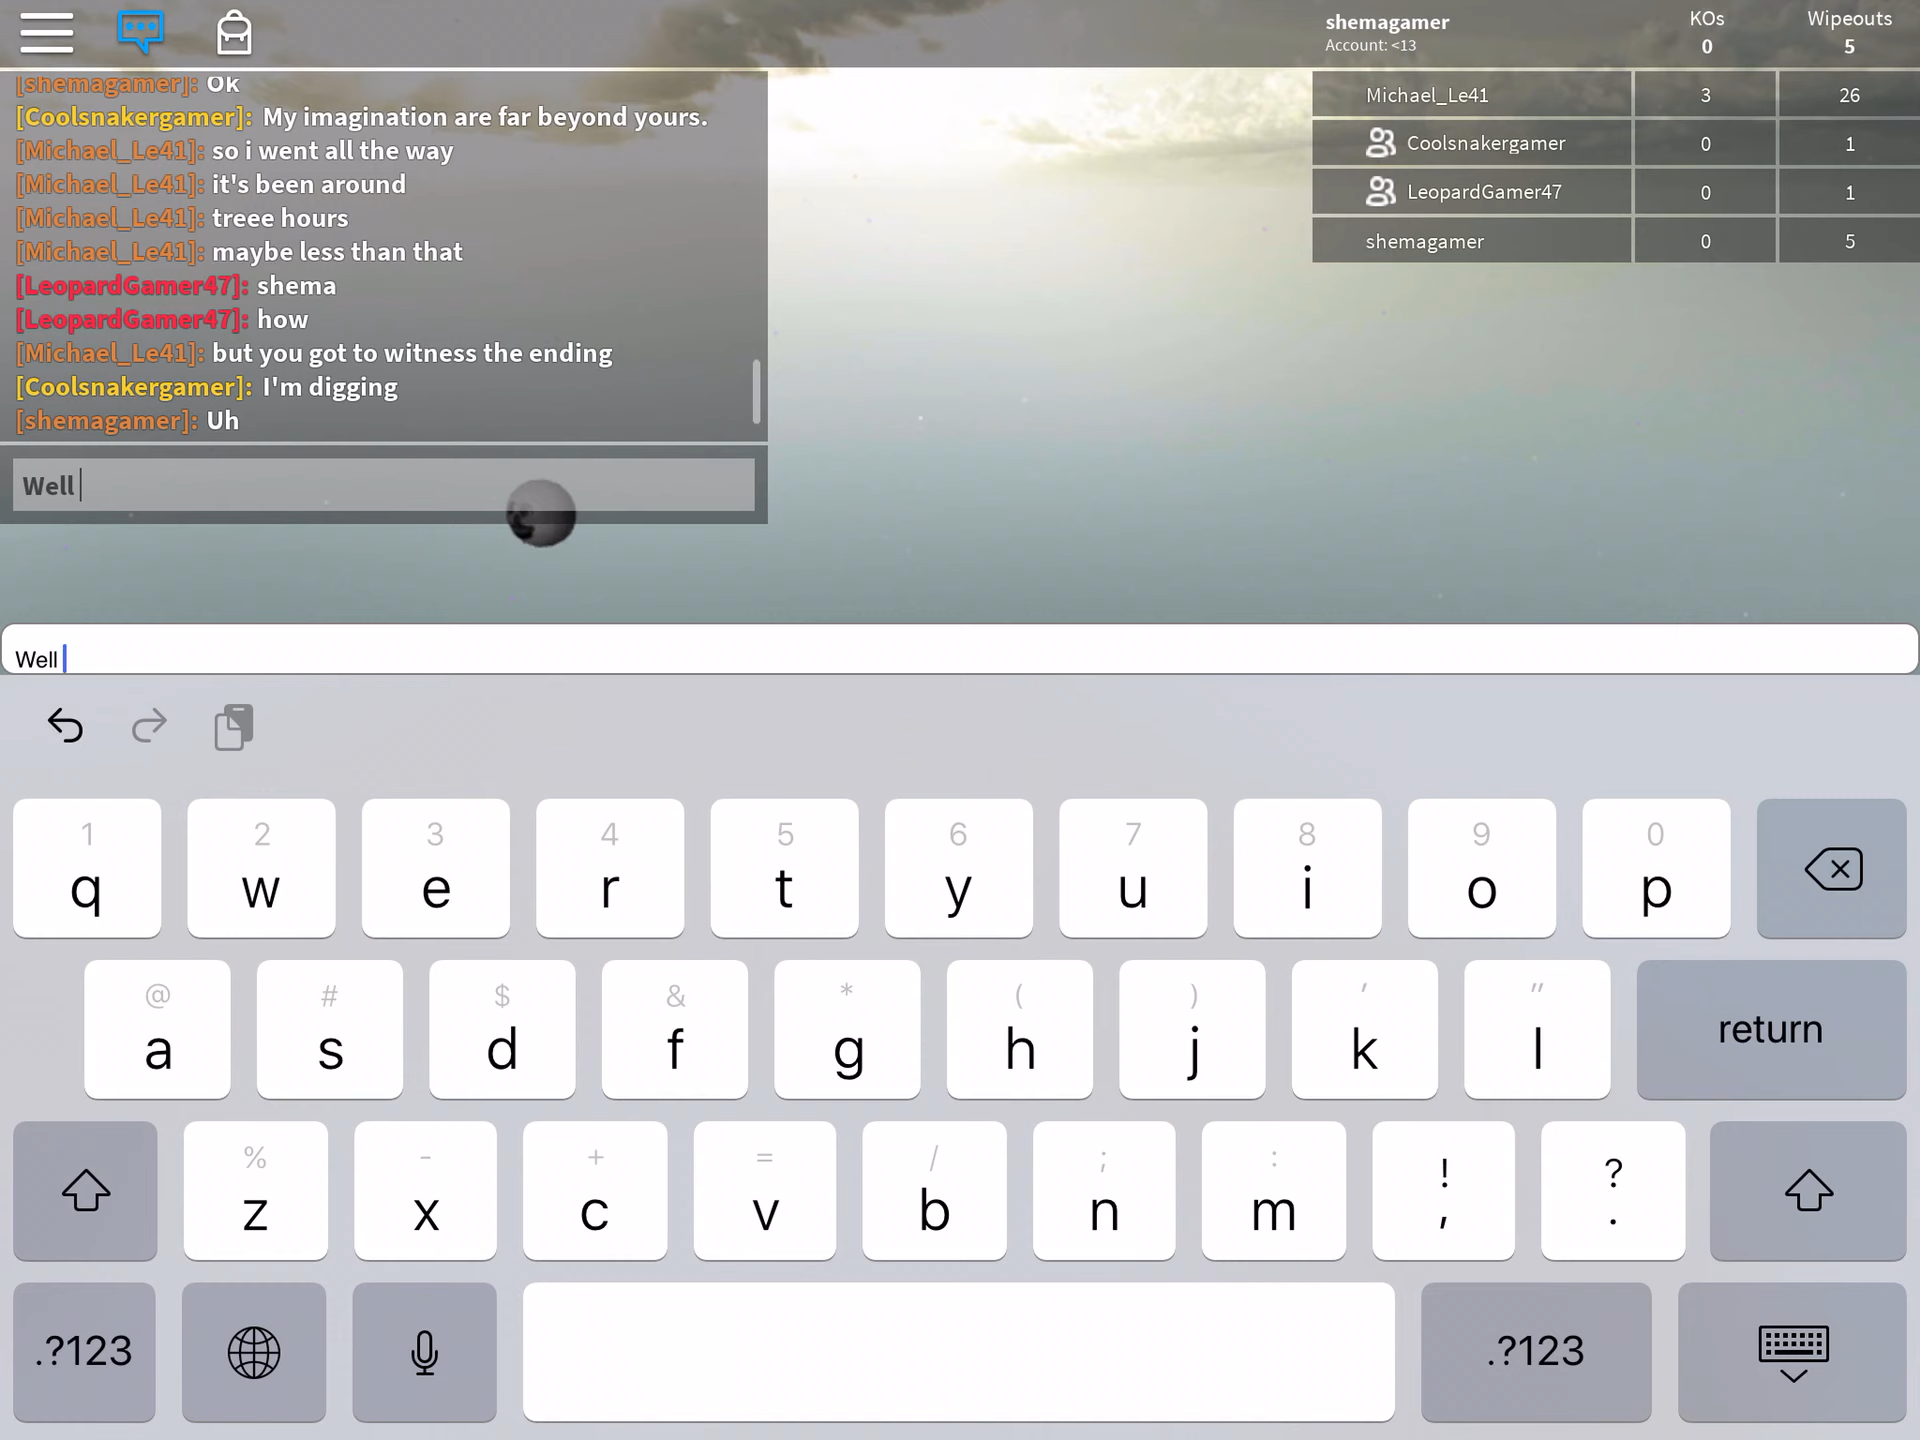 shemagamer
Account: <13
KOs
0
Wipeouts
5
[shemagamer]: Ok
[Coolsnakergamer]: My imagination are far beyond yours.
[Michael_Le41]: so i went all the way
[Michael_Le41]: it's been around
[Michael_Le41]: treee hours
[Michael_Le41]: maybe less than that
[LeopardGamer47]: shema
[LeopardGamer47]: how
[Michael_Le41]: but you got to witness the ending
[Coolsnakergamer]: I'm digging
[shemagamer]: Uh
Well
Michael_Le41 3 26
Coolsnakergamer 0 1
LeopardGamer47 0 1
shemagamer 0 5
Well
1 2 3 4 5 6 7 8 9 0
q w e r t y u i o p
@ # $ & * ( ) ' "
a s d f g h j k l return
% - + = / ; : ! ?
z x c v b n m , .
.?123 .?123